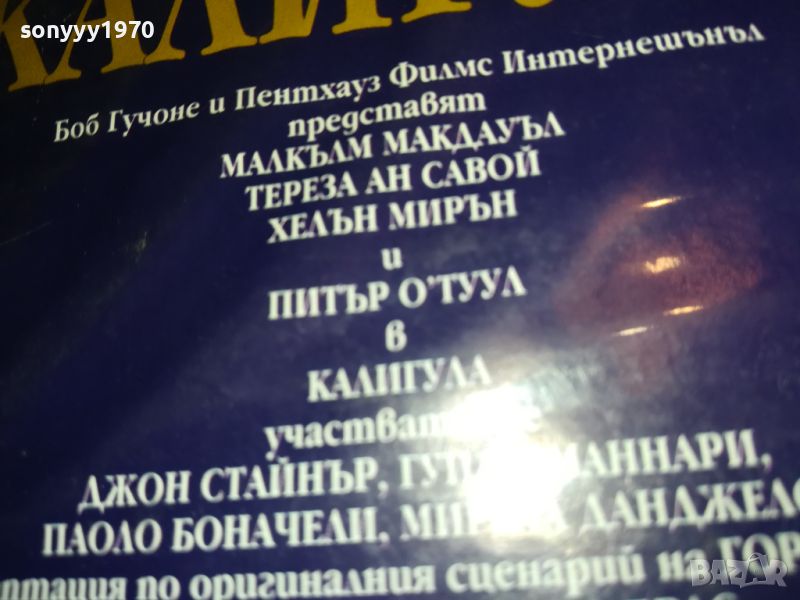 sonyyy1970
Боб Гучоне и Пентхауз Филмс Интернешънъл
представят
МАЛКЪЛМ МАКДАУЪЛ
ТЕРЕЗА АН САВОЙ
ХЕЛЪН МИРЪН
и
ПИТЪР О'ТУУЛ
в
КАЛИГУЛА
ДЖОН СТАЙНЪР,
ПАОЛО БОНАЧЕЛИ,
по оригиналния сценарий на
BAZAR